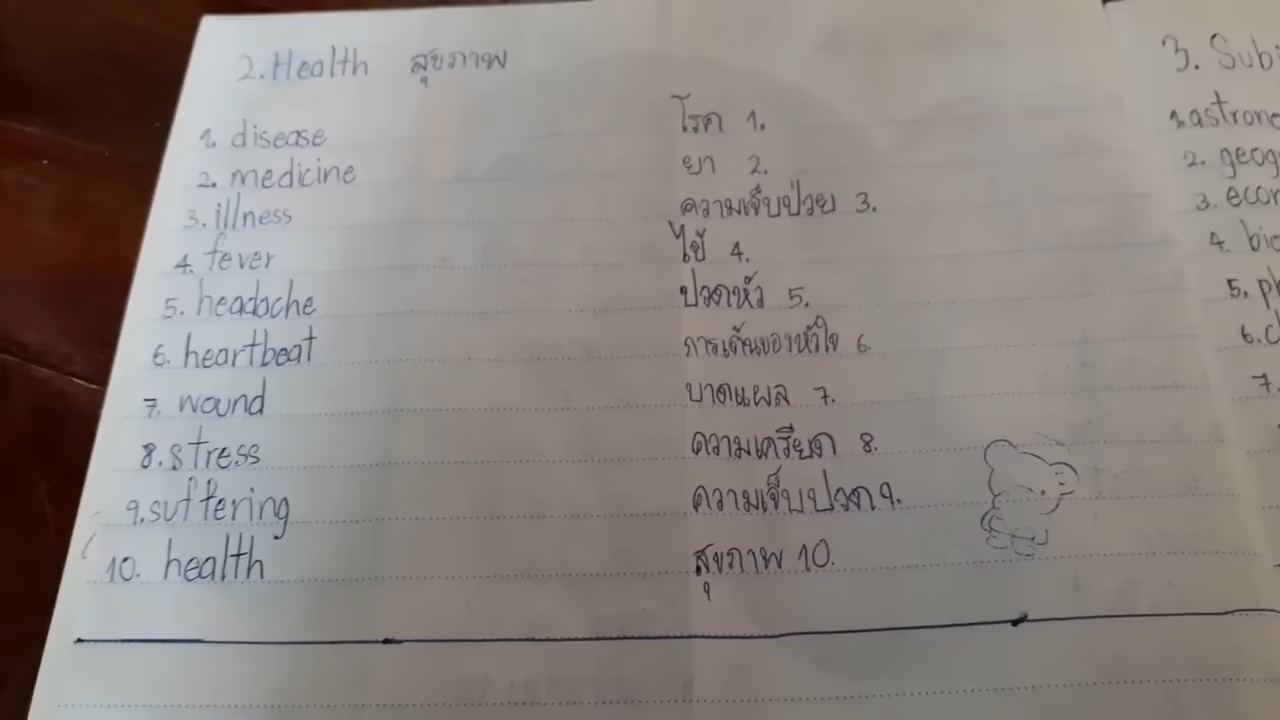 2. Health สุขภาพ
1. disease โรค 1.
2. medicine ยา 2.
3. illness ความเจ็บป่วย 3.
4. fever ไข้ 4.
5. headache ปวดหัว 5.
6. heartbeat การเต้นของหัวใจ 6.
7. wound บาดแผล 7.
8. stress ความเครียด 8.
9. suffering ความเจ็บปวด 9.
10. health สุขภาพ 10.
3.
1.
2.
3.
4.
5.
6.
7.